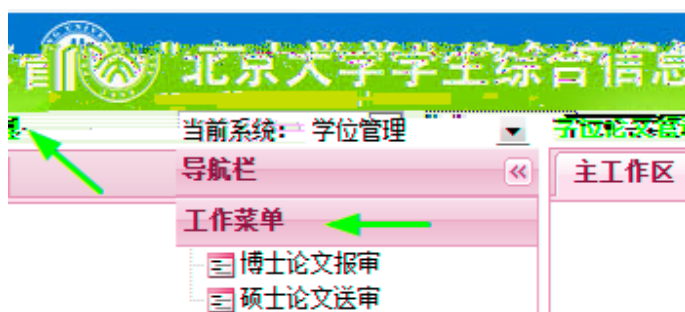 北京大学学生综合信息
当前系统: 学位管理
导航栏
主工作区
工作菜单
博士论文报审
硕士论文送审